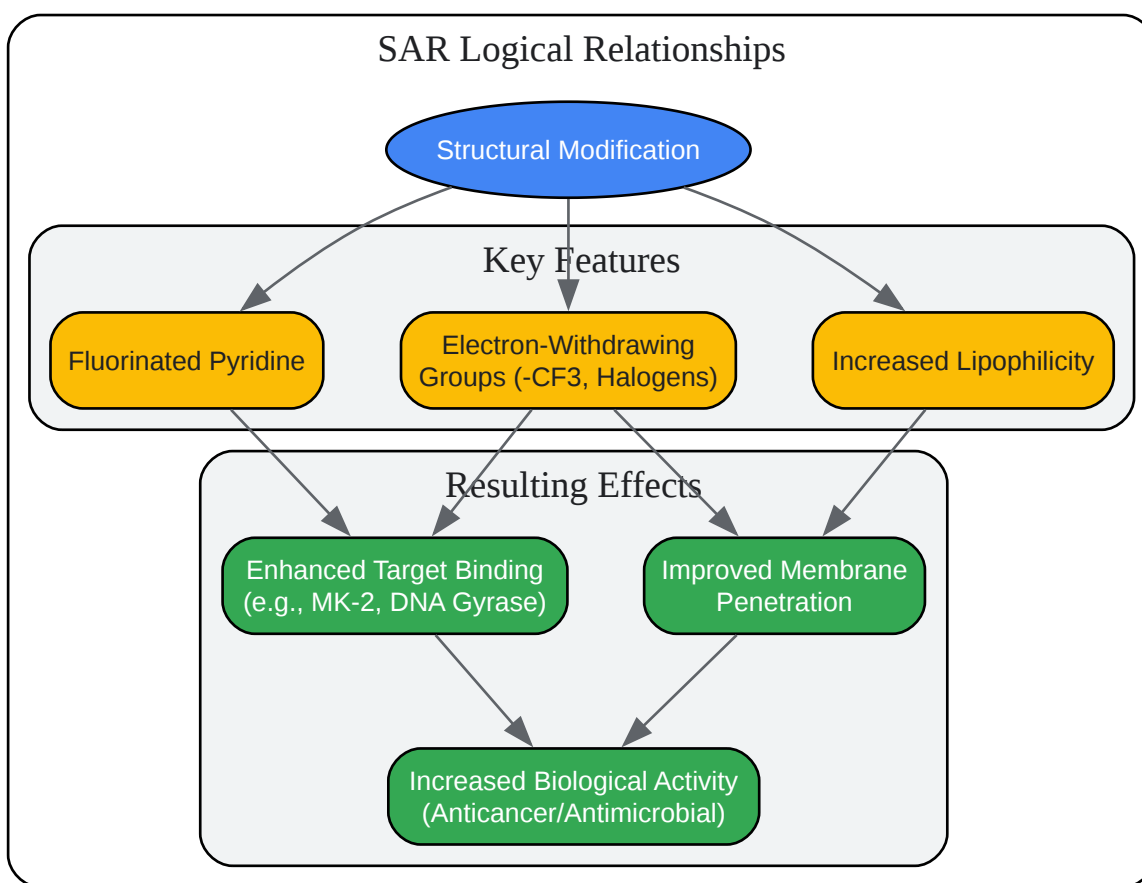 SAR Logical Relationships
Structural Modification
Key Features
Fluorinated Pyridine
Electron-Withdrawing
Groups (-CF3, Halogens)
Increased Lipophilicity
Resulting Effects
Enhanced Target Binding
(e.g., MK-2, DNA Gyrase)
Improved Membrane
Penetration
Increased Biological Activity
(Anticancer/Antimicrobial)